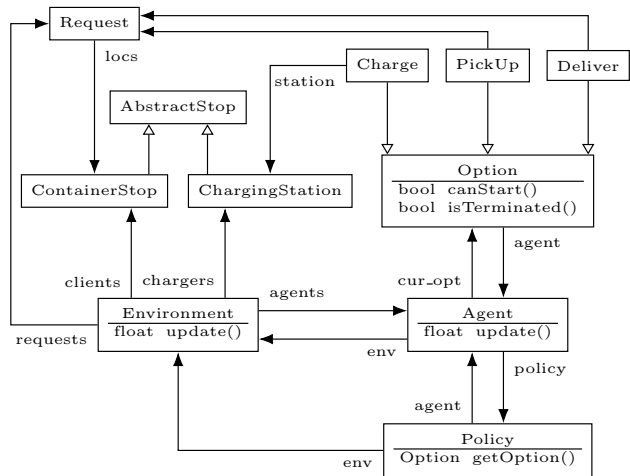 Request
locs
Charge
PickUp
Deliver
station
AbstractStop
ContainerStop
ChargingStation
Option
bool canStart()
bool isTerminated()
agent
clients
chargers
cur_opt
agents
Environment
float update()
Agent
float update()
requests
env
policy
agent
Policy
Option getOption()
env